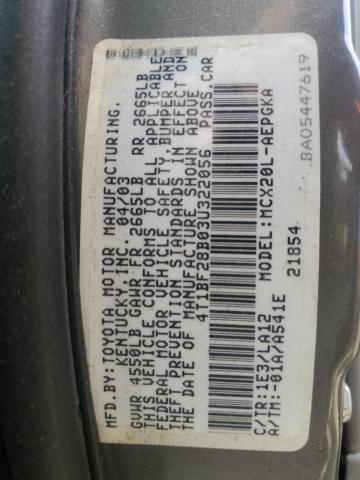 MFD. BY: TOYOTA MOTOR MANUFACTURING,
KENTUCKY, INC. 04/03
GVWR 4550LB GAWR FR 2665LB RR 2665LB
THIS VEHICLE CONFORMS TO ALL APPLICABLE
FEDERAL MOTOR VEHICLE SAFETY, BUMPER AND
THEFT PREVENTION STANDARDS IN EFFECT ON
THE DATE OF MANUFACTURE SHOWN ABOVE
4T1BF28B03U322056 PASS. CAR
C/TR: 1E3/LA12 MCX20L-AEPGKA
A/TM: -01A/A541E 21854
BA05447619